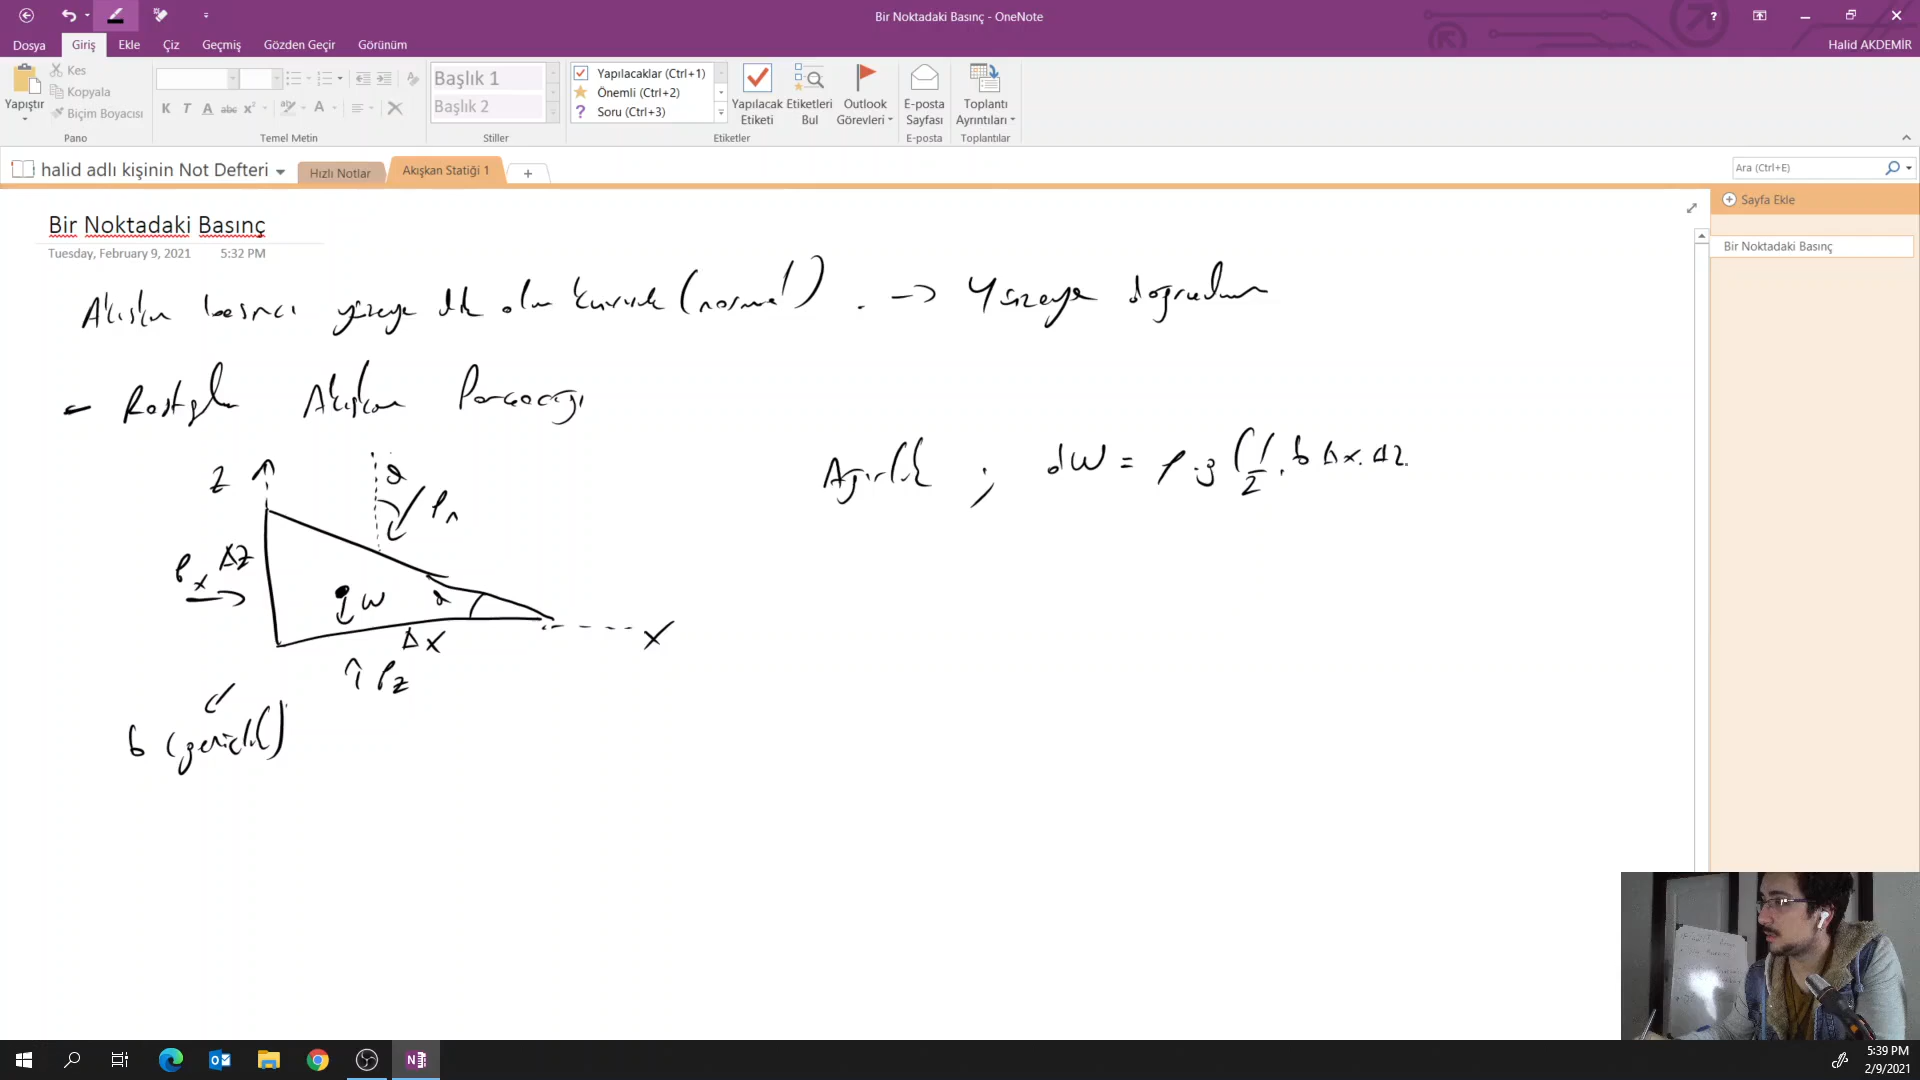 Bir Noktadaki Basınç - OneNote
?
Dosya Giriş Ekle Çiz Geçmiş Gözden Geçir Görünüm
Halid AKDEMİR
Yapıştır
Kes
Kopyala
Biçim Boyacısı
Pano
K T A abc x²
ab A
Temel Metin
Başlık 1
Başlık 2
Stiller
Yapılacaklar (Ctrl+1)
Önemli (Ctrl+2)
? Soru (Ctrl+3)
Yapılacak Etiketi
Etiketleri Bul
Etiketler
Outlook Görevleri
E-posta Sayfası
E-posta
Toplantı Ayrıntıları
Toplantılar
halid adlı kişinin Not Defteri
Hızlı Notlar
Akışkan Statiği 1
+
Ara (Ctrl+E)
Sayfa Ekle
Bir Noktadaki Basınç
Bir Noktadaki Basınç
Tuesday, February 9, 2021 5:32 PM
Akışkan basıncı yüzeye dik olan kuvvet (normal). -> Yüzeye doğrudur
- Rastgele Akışkan Parçacığı
Z
α
Pn
Px Δz
W
α
Δx
x
Pz
b (genişlik)
Ağırlık ; dW = ρ.g (1/2 . b Δx. Δz.
5:39 PM
2/9/2021